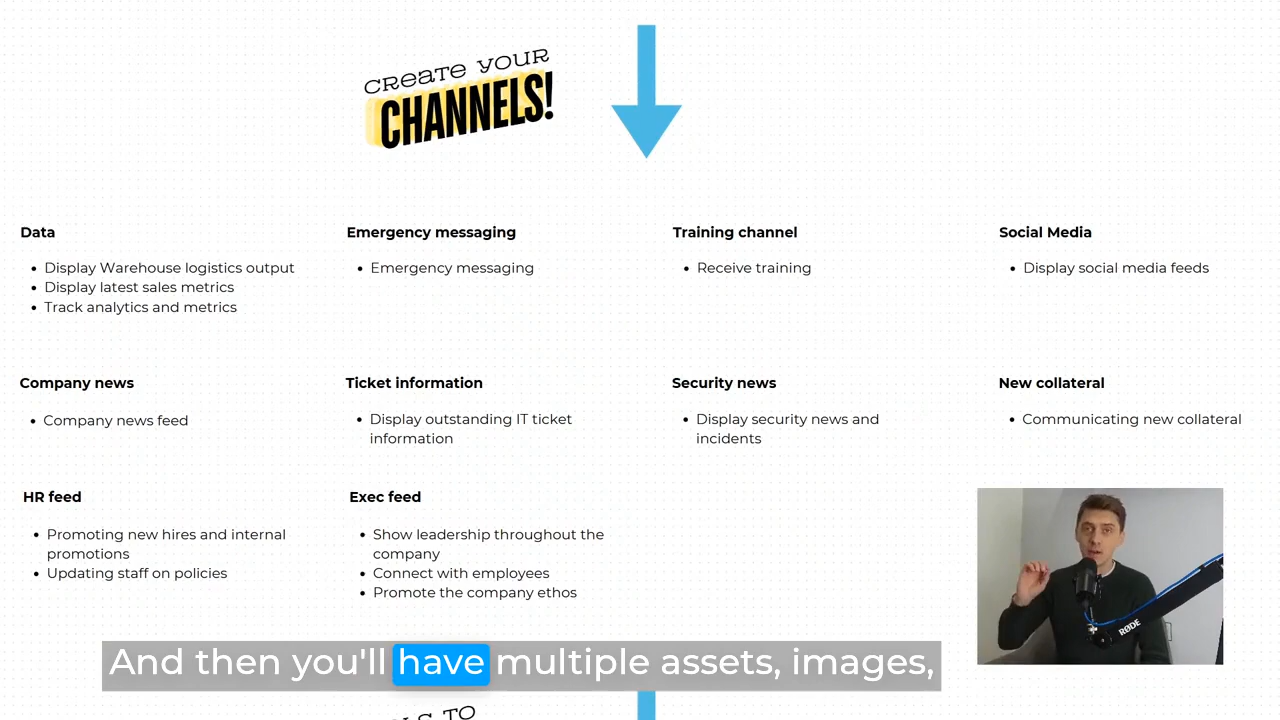 CREATE YOUR
CHANNELS!
Data
• Display Warehouse logistics output
• Display latest sales metrics
• Track analytics and metrics
Emergency messaging
• Emergency messaging
Training channel
• Receive training
Social Media
• Display social media feeds
Company news
• Company news feed
Ticket information
• Display outstanding IT ticket
information
Security news
• Display security news and
incidents
New collateral
• Communicating new collateral
HR feed
• Promoting new hires and internal
promotions
• Updating staff on policies
Exec feed
• Show leadership throughout the
company
• Connect with employees
• Promote the company ethos
RØDE
And then you'll have multiple assets, images,
TO